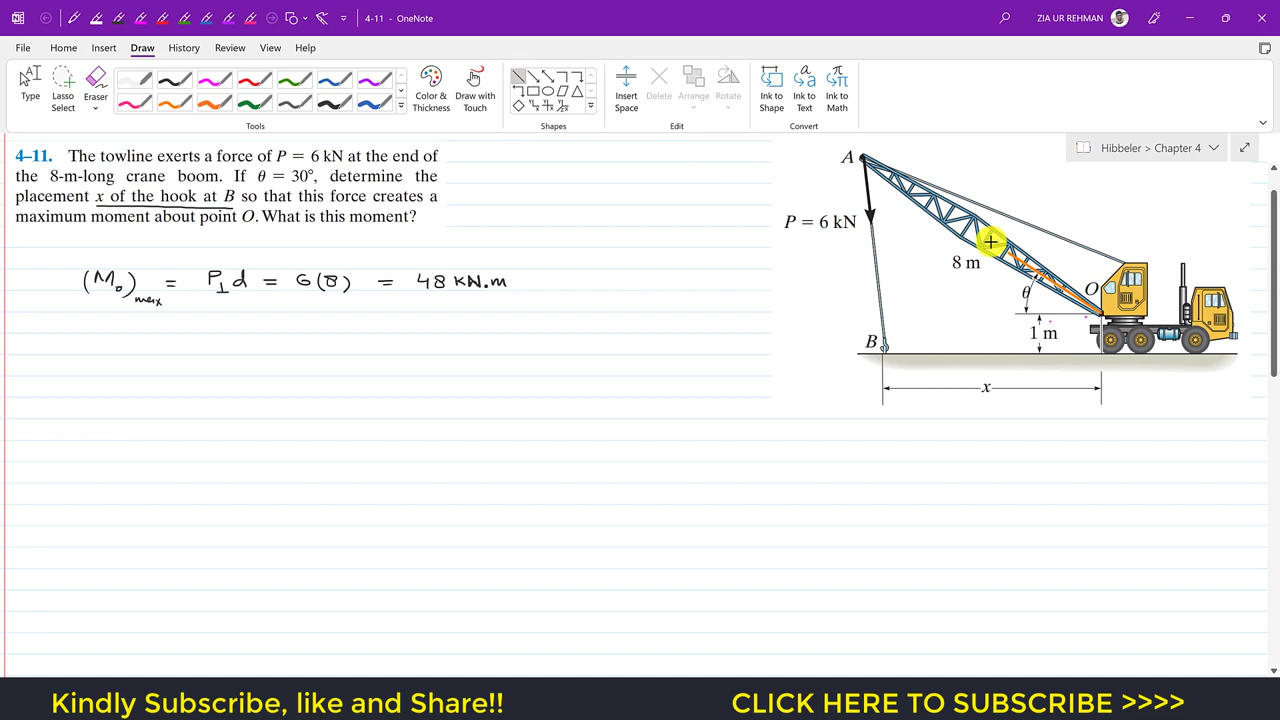 4-11 - OneNote
ZIA UR REHMAN
File Home Insert Draw History Review View Help
Type
Lasso Select
Eraser
Color & Thickness
Draw with Touch
Insert Space
Delete
Arrange
Rotate
Ink to Shape
Ink to Text
Ink to Math
Tools
Shapes
Edit
Convert
Hibbeler > Chapter 4
4–11. The towline exerts a force of P = 6 kN at the end of
the 8-m-long crane boom. If θ = 30°, determine the
placement x of the hook at B so that this force creates a
maximum moment about point O. What is this moment?
(Mo)max = P⊥d = 6(8) = 48 kN.m
A
P = 6 kN
8 m
O
θ
1 m
B
x
Kindly Subscribe, like and Share!!
CLICK HERE TO SUBSCRIBE >>>>